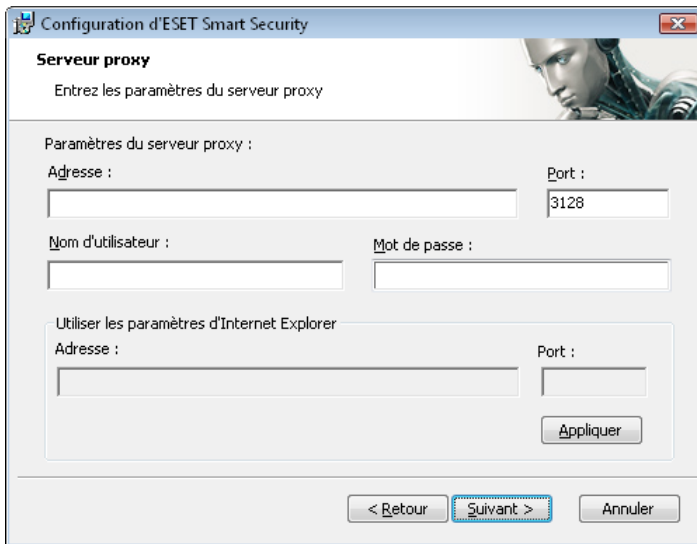 Configuration d'ESET Smart Security
Serveur proxy
Entrez les paramètres du serveur proxy
Paramètres du serveur proxy :
Adresse : Port :
3128
Nom d'utilisateur : Mot de passe :
Utiliser les paramètres d'Internet Explorer
Adresse : Port :
Appliquer
< Retour Suivant > Annuler